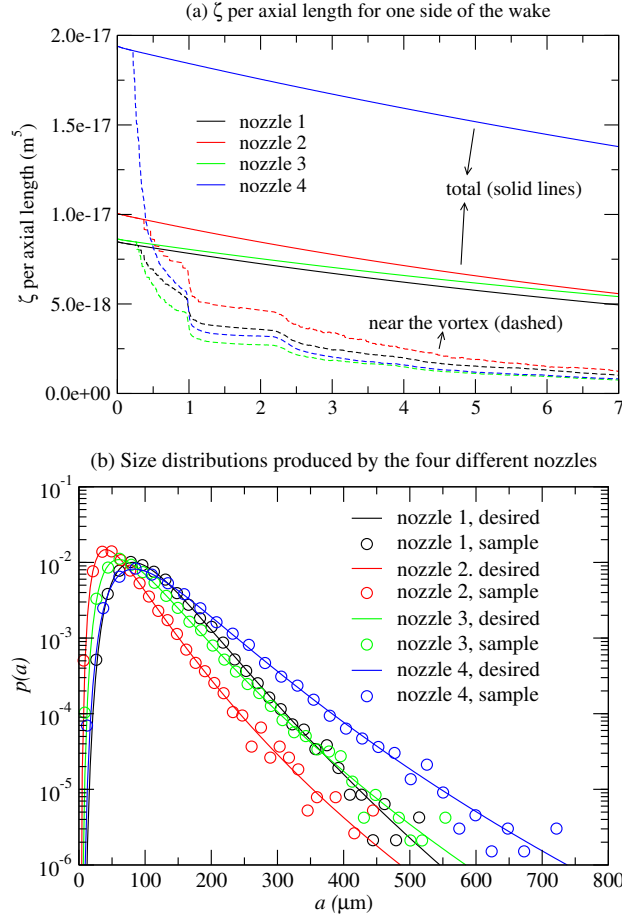 (a) ζ per axial length for one side of the wake
2.0e-17
1.5e-17
1.0e-17
5.0e-18
0.0e+00
ζ per axial length (m⁵)
nozzle 1
nozzle 2
nozzle 3
nozzle 4
total (solid lines)
near the vortex (dashed)
0 1 2 3 4 5 6 7
(b) Size distributions produced by the four different nozzles
10⁻¹
10⁻²
10⁻³
10⁻⁴
10⁻⁵
10⁻⁶
p(a)
nozzle 1, desired
nozzle 1, sample
nozzle 2. desired
nozzle 2, sample
nozzle 3, desired
nozzle 3, sample
nozzle 4, desired
nozzle 4, sample
0 100 200 300 400 500 600 700 800
a (μm)